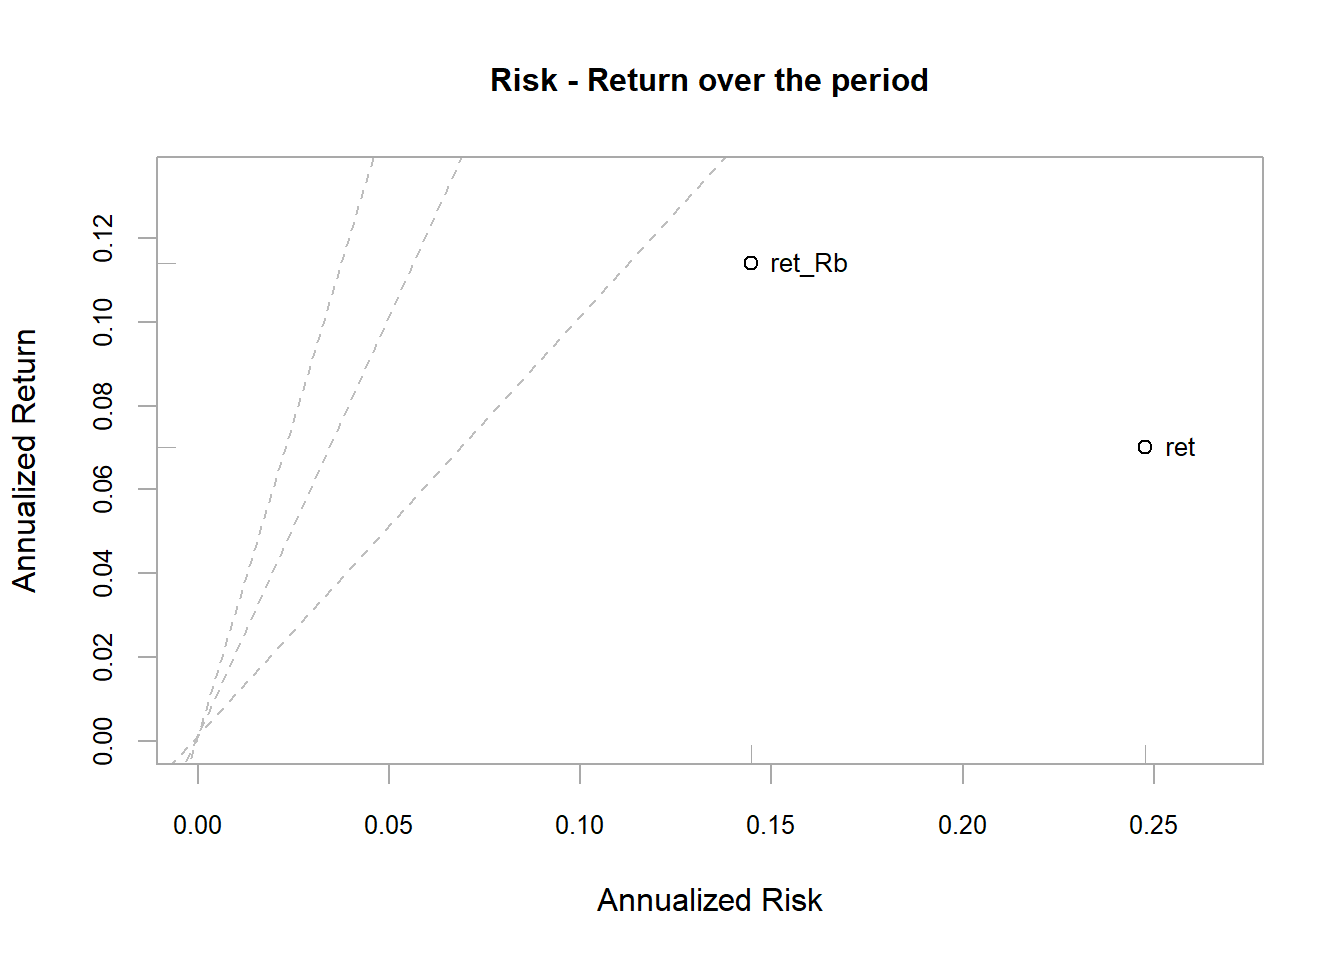 Risk - Return over the period
Annualized Return
0.12
0.10
0.08
0.06
0.04
0.02
0.00
ret_Rb
ret
0.00 0.05 0.10 0.15 0.20 0.25
Annualized Risk